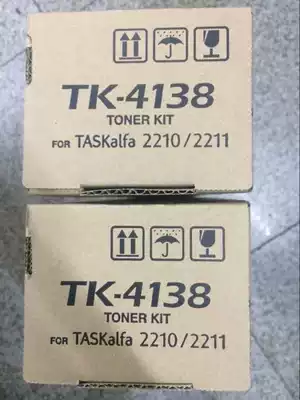 TK-4138
TONER KIT
FOR TASKalfa 2210/2211
TK-4138
TONER KIT
FOR TASKalfa 2210/2211